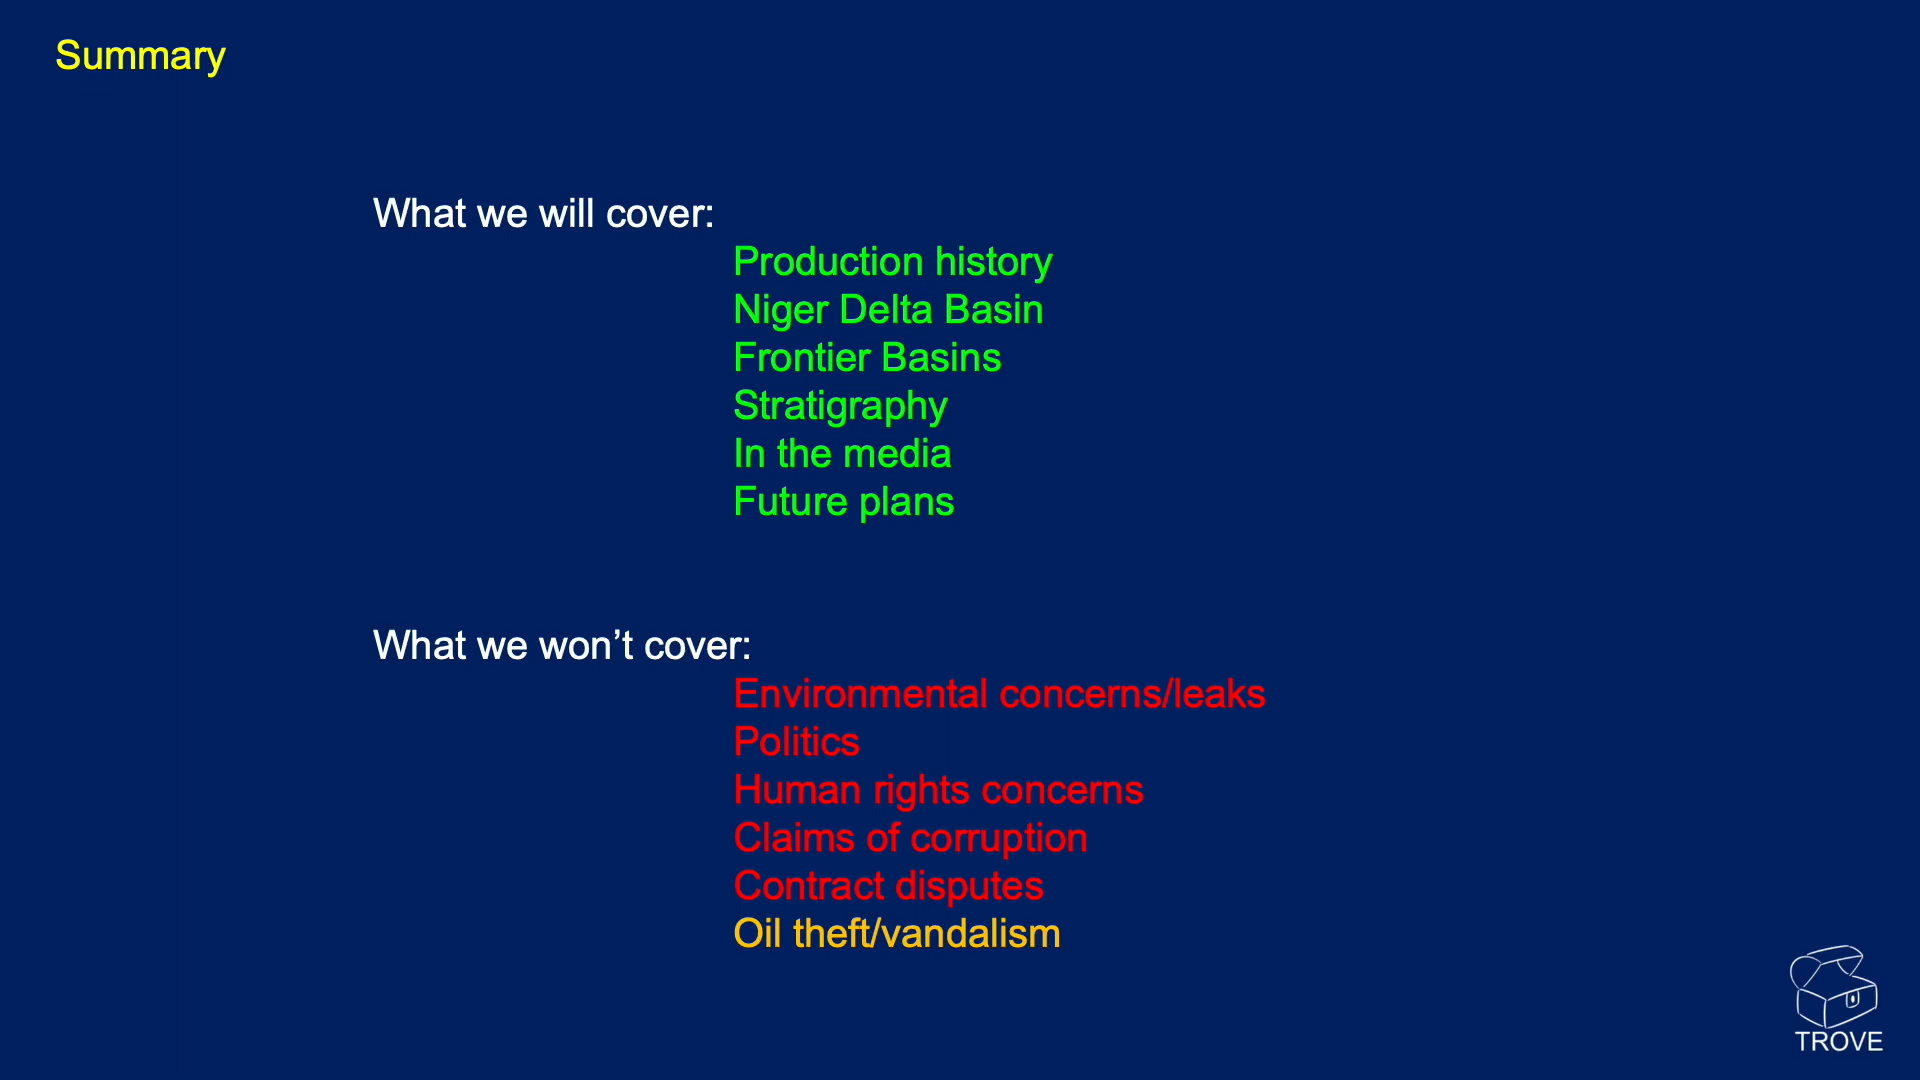 Summary
What we will cover:
Production history
Niger Delta Basin
Frontier Basins
Stratigraphy
In the media
Future plans
What we won’t cover:
Environmental concerns/leaks
Politics
Human rights concerns
Claims of corruption
Contract disputes
Oil theft/vandalism
TROVE